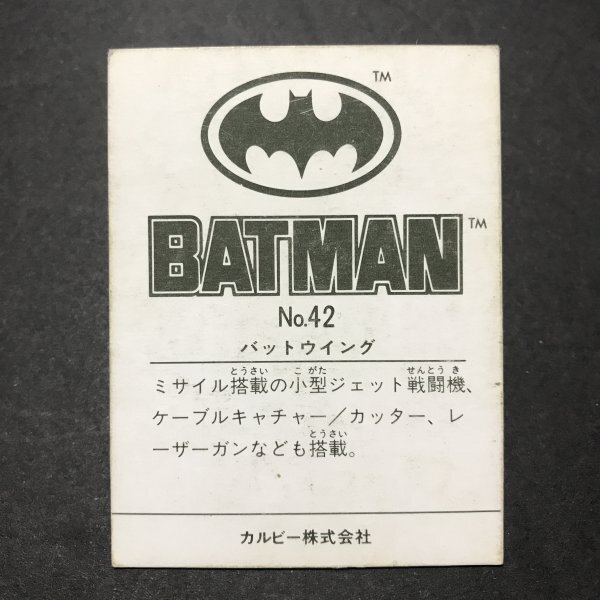 TM
BATMAN TM
No.42
バットウイング
とうさい こがた せんとうき
ミサイル搭載の小型ジェット戦闘機、
ケーブルキャチャー／カッター、レ
とうさい
ーザーガンなども搭載。
カルビー株式会社